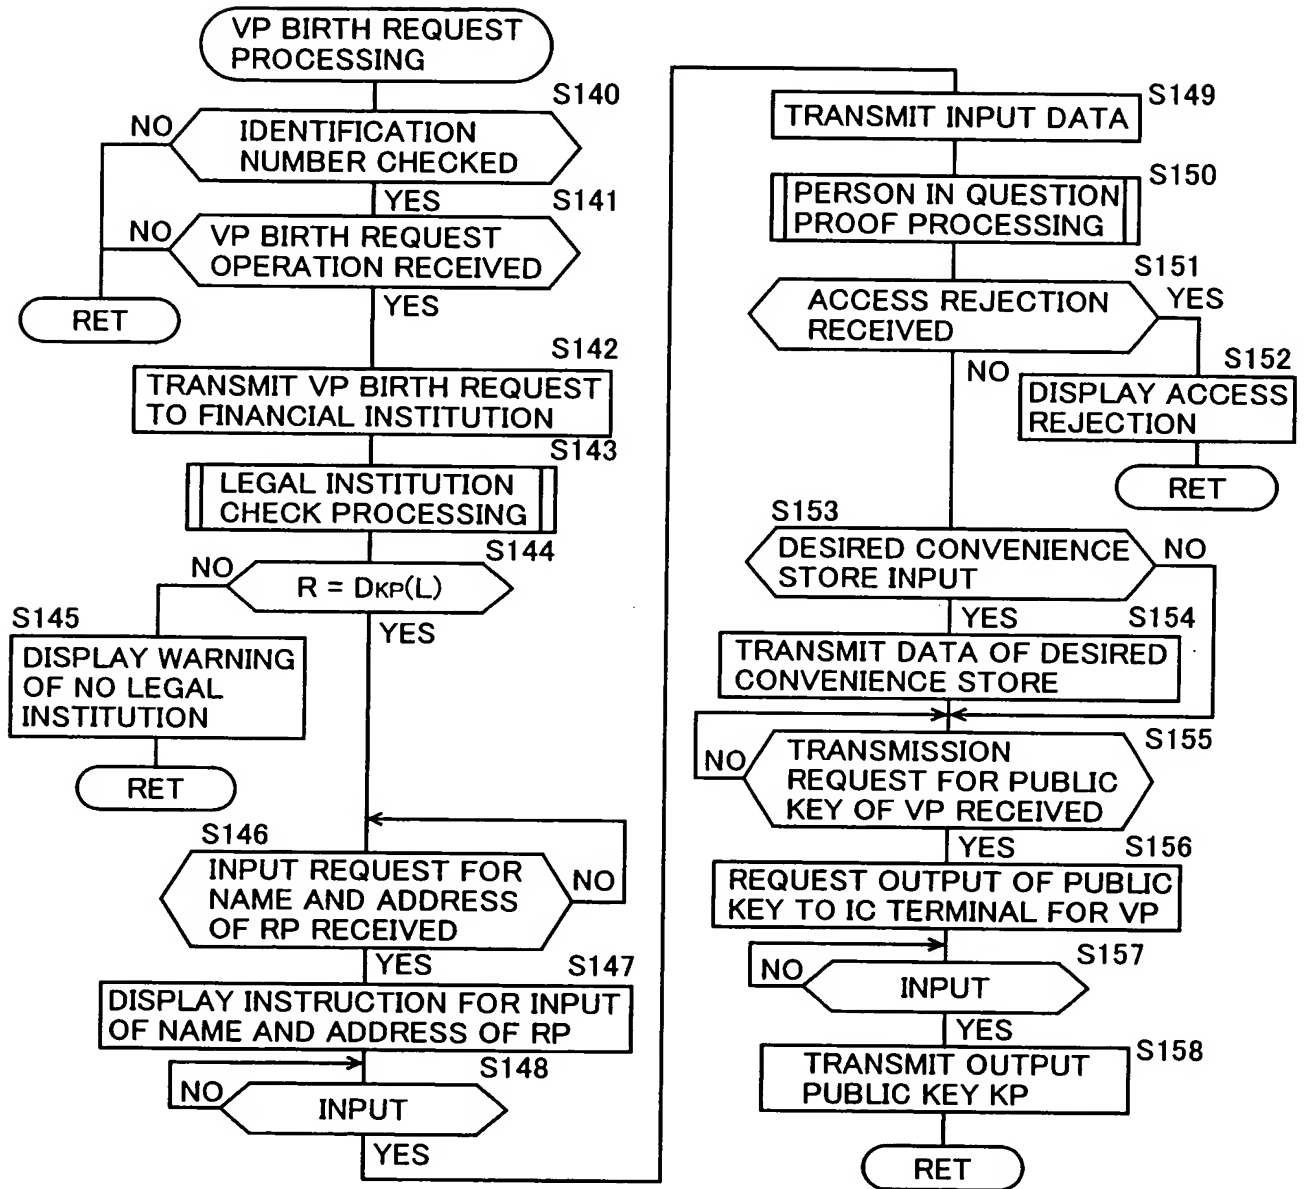 VP BIRTH REQUEST
PROCESSING
S140
NO
IDENTIFICATION
NUMBER CHECKED
YES
S141
NO
VP BIRTH REQUEST
OPERATION RECEIVED
RET
YES
S142
TRANSMIT VP BIRTH REQUEST
TO FINANCIAL INSTITUTION
S143
LEGAL INSTITUTION
CHECK PROCESSING
S144
NO
R = DKP(L)
S145
YES
DISPLAY WARNING
OF NO LEGAL
INSTITUTION
RET
S146
INPUT REQUEST FOR
NAME AND ADDRESS
OF RP RECEIVED
NO
YES
S147
DISPLAY INSTRUCTION FOR INPUT
OF NAME AND ADDRESS OF RP
S148
NO
INPUT
YES
S149
TRANSMIT INPUT DATA
S150
PERSON IN QUESTION
PROOF PROCESSING
S151
ACCESS REJECTION
RECEIVED
YES
NO
S152
DISPLAY ACCESS
REJECTION
RET
S153
DESIRED CONVENIENCE
STORE INPUT
NO
YES
S154
TRANSMIT DATA OF DESIRED
CONVENIENCE STORE
S155
NO
TRANSMISSION
REQUEST FOR PUBLIC
KEY OF VP RECEIVED
YES
S156
REQUEST OUTPUT OF PUBLIC
KEY TO IC TERMINAL FOR VP
S157
NO
INPUT
YES
S158
TRANSMIT OUTPUT
PUBLIC KEY KP
RET